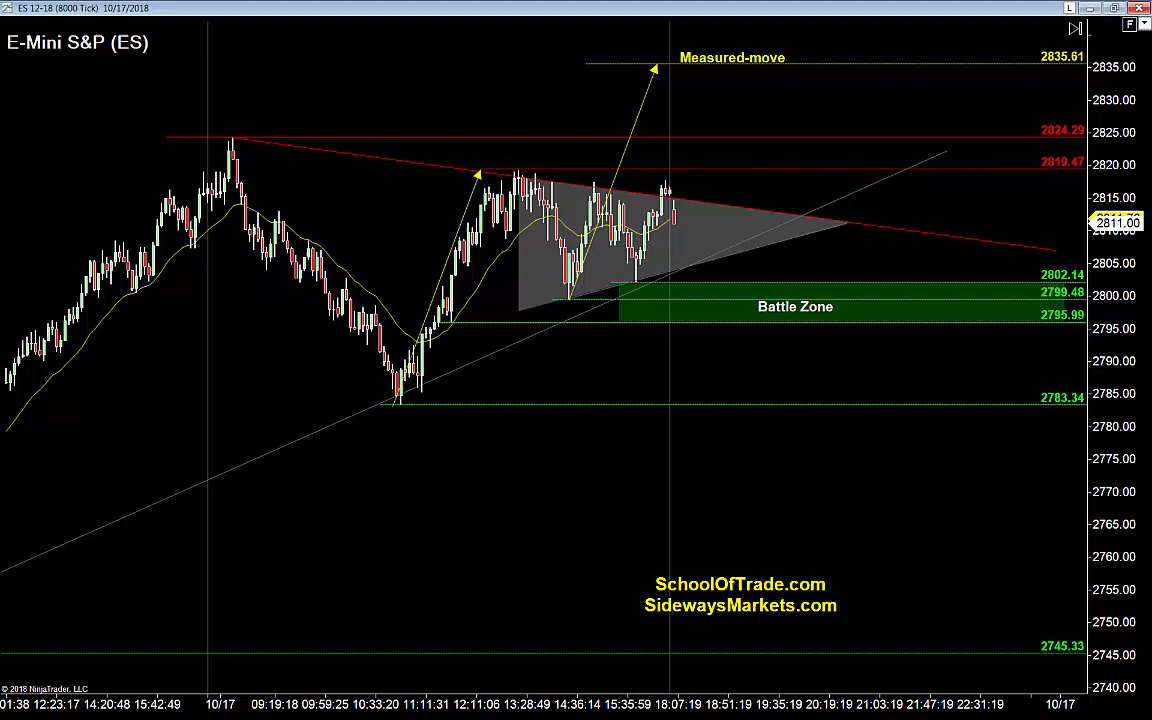 ES 12-18 (8000 Tick) 10/17/2018
L
F
E-Mini S&P (ES)
Measured-move
2835.61
2835.00
2830.00
2824.29
2825.00
2819.47
2820.00
2815.00
2811.00
2810.00
2805.00
2802.14
2799.48
2800.00
Battle Zone
2795.99
2795.00
2790.00
2785.00
2783.34
2780.00
2775.00
2770.00
2765.00
2760.00
2755.00
SchoolOfTrade.com
SidewaysMarkets.com
2750.00
2745.33
2745.00
2740.00
© 2018 NinjaTrader, LLC
01:38 12:23:17 14:20:48 15:42:49 10/17 09:19:18 09:59:25 10:33:20 11:11:31 12:11:06 13:28:49 14:36:14 15:35:59 18:07:19 18:51:19 19:35:19 20:19:19 21:03:19 21:47:19 22:31:19 10/17